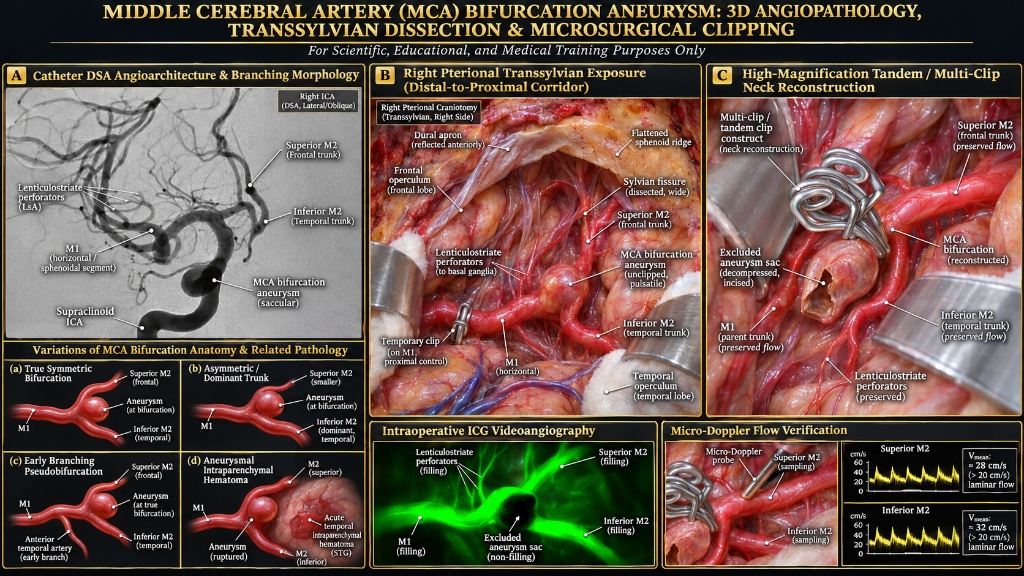 MIDDLE CEREBRAL ARTERY (MCA) BIFURCATION ANEURYSM: 3D ANGIOPATHOLOGY,
TRANSSYLVIAN DISSECTION & MICROSURGICAL CLIPPING
For Scientific, Educational, and Medical Training Purposes Only
A Catheter DSA Angioarchitecture & Branching Morphology
Right ICA
(DSA, Lateral/Oblique)
Superior M2
(Frontal trunk)
Lenticulostriate
perforators
(LsA)
Inferior M2
(Temporal trunk)
M1
(horizontal /
sphenoidal segment)
MCA bifurcation
aneurysm
(saccular)
Supraclinoid
ICA
Variations of MCA Bifurcation Anatomy & Related Pathology
(a) True Symmetric
Bifurcation
Superior M2
(frontal)
Aneurysm
(at bifurcation)
M1
Inferior M2
(temporal)
(b) Asymmetric /
Dominant Trunk
Superior M2
(smaller)
Aneurysm
(at bifurcation)
M1
Inferior M2
(dominant,
temporal)
(c) Early Branching
Pseudobifurcation
Superior M2
(frontal)
M1
Aneurysm
(at true
bifurcation)
Anterior
temporal artery
(early branch)
Inferior M2
(temporal)
(d) Aneurysmal
Intraparenchymal
Hematoma
M2
(superior)
M1
Acute
temporal
intraparenchymal
hematoma
(STG)
Aneurysm
(ruptured)
M2
(inferior)
B Right Pterional Transsylvian Exposure
(Distal-to-Proximal Corridor)
Right Pterional Craniotomy
(Transsylvian, Right Side)
Dural apron
(reflected anteriorly)
Flattened
sphenoid ridge
Frontal
operculum
(frontal lobe)
Sylvian fissure
(dissected, wide)
Superior M2
(frontal trunk)
Lenticulostriate
perforators
(to basal ganglia)
MCA bifurcation
aneurysm
(unclipped,
pulsatile)
Temporary clip
(on M1,
proximal control)
M1
(horizontal)
Inferior M2
(temporal trunk)
Temporal
operculum
(temporal lobe)
C High-Magnification Tandem / Multi-Clip
Neck Reconstruction
Multi-clip /
tandem clip
construct
(neck reconstruction)
Superior M2
(frontal trunk)
(preserved flow)
MCA
bifurcation
(reconstructed)
Excluded
aneurysm sac
(decompressed,
incised)
M1
(parent trunk)
(preserved flow)
Inferior M2
(temporal trunk)
(preserved flow)
Lenticulostriate
perforators
(preserved)
Intraoperative ICG Videoangiography
Lenticulostriate
perforators
(filling)
Superior M2
(filling)
M1
(filling)
Excluded
aneurysm sac
(non-filling)
Inferior M2
(filling)
Micro-Doppler Flow Verification
Micro-Doppler
probe
Superior M2
(sampling)
Inferior M2
(sampling)
Superior M2
cm/s
60
40
20
0
Vmean:
≈ 28 cm/s
(> 20 cm/s)
laminar flow
Inferior M2
cm/s
60
40
20
0
Vmean:
≈ 32 cm/s
(> 20 cm/s)
laminar flow